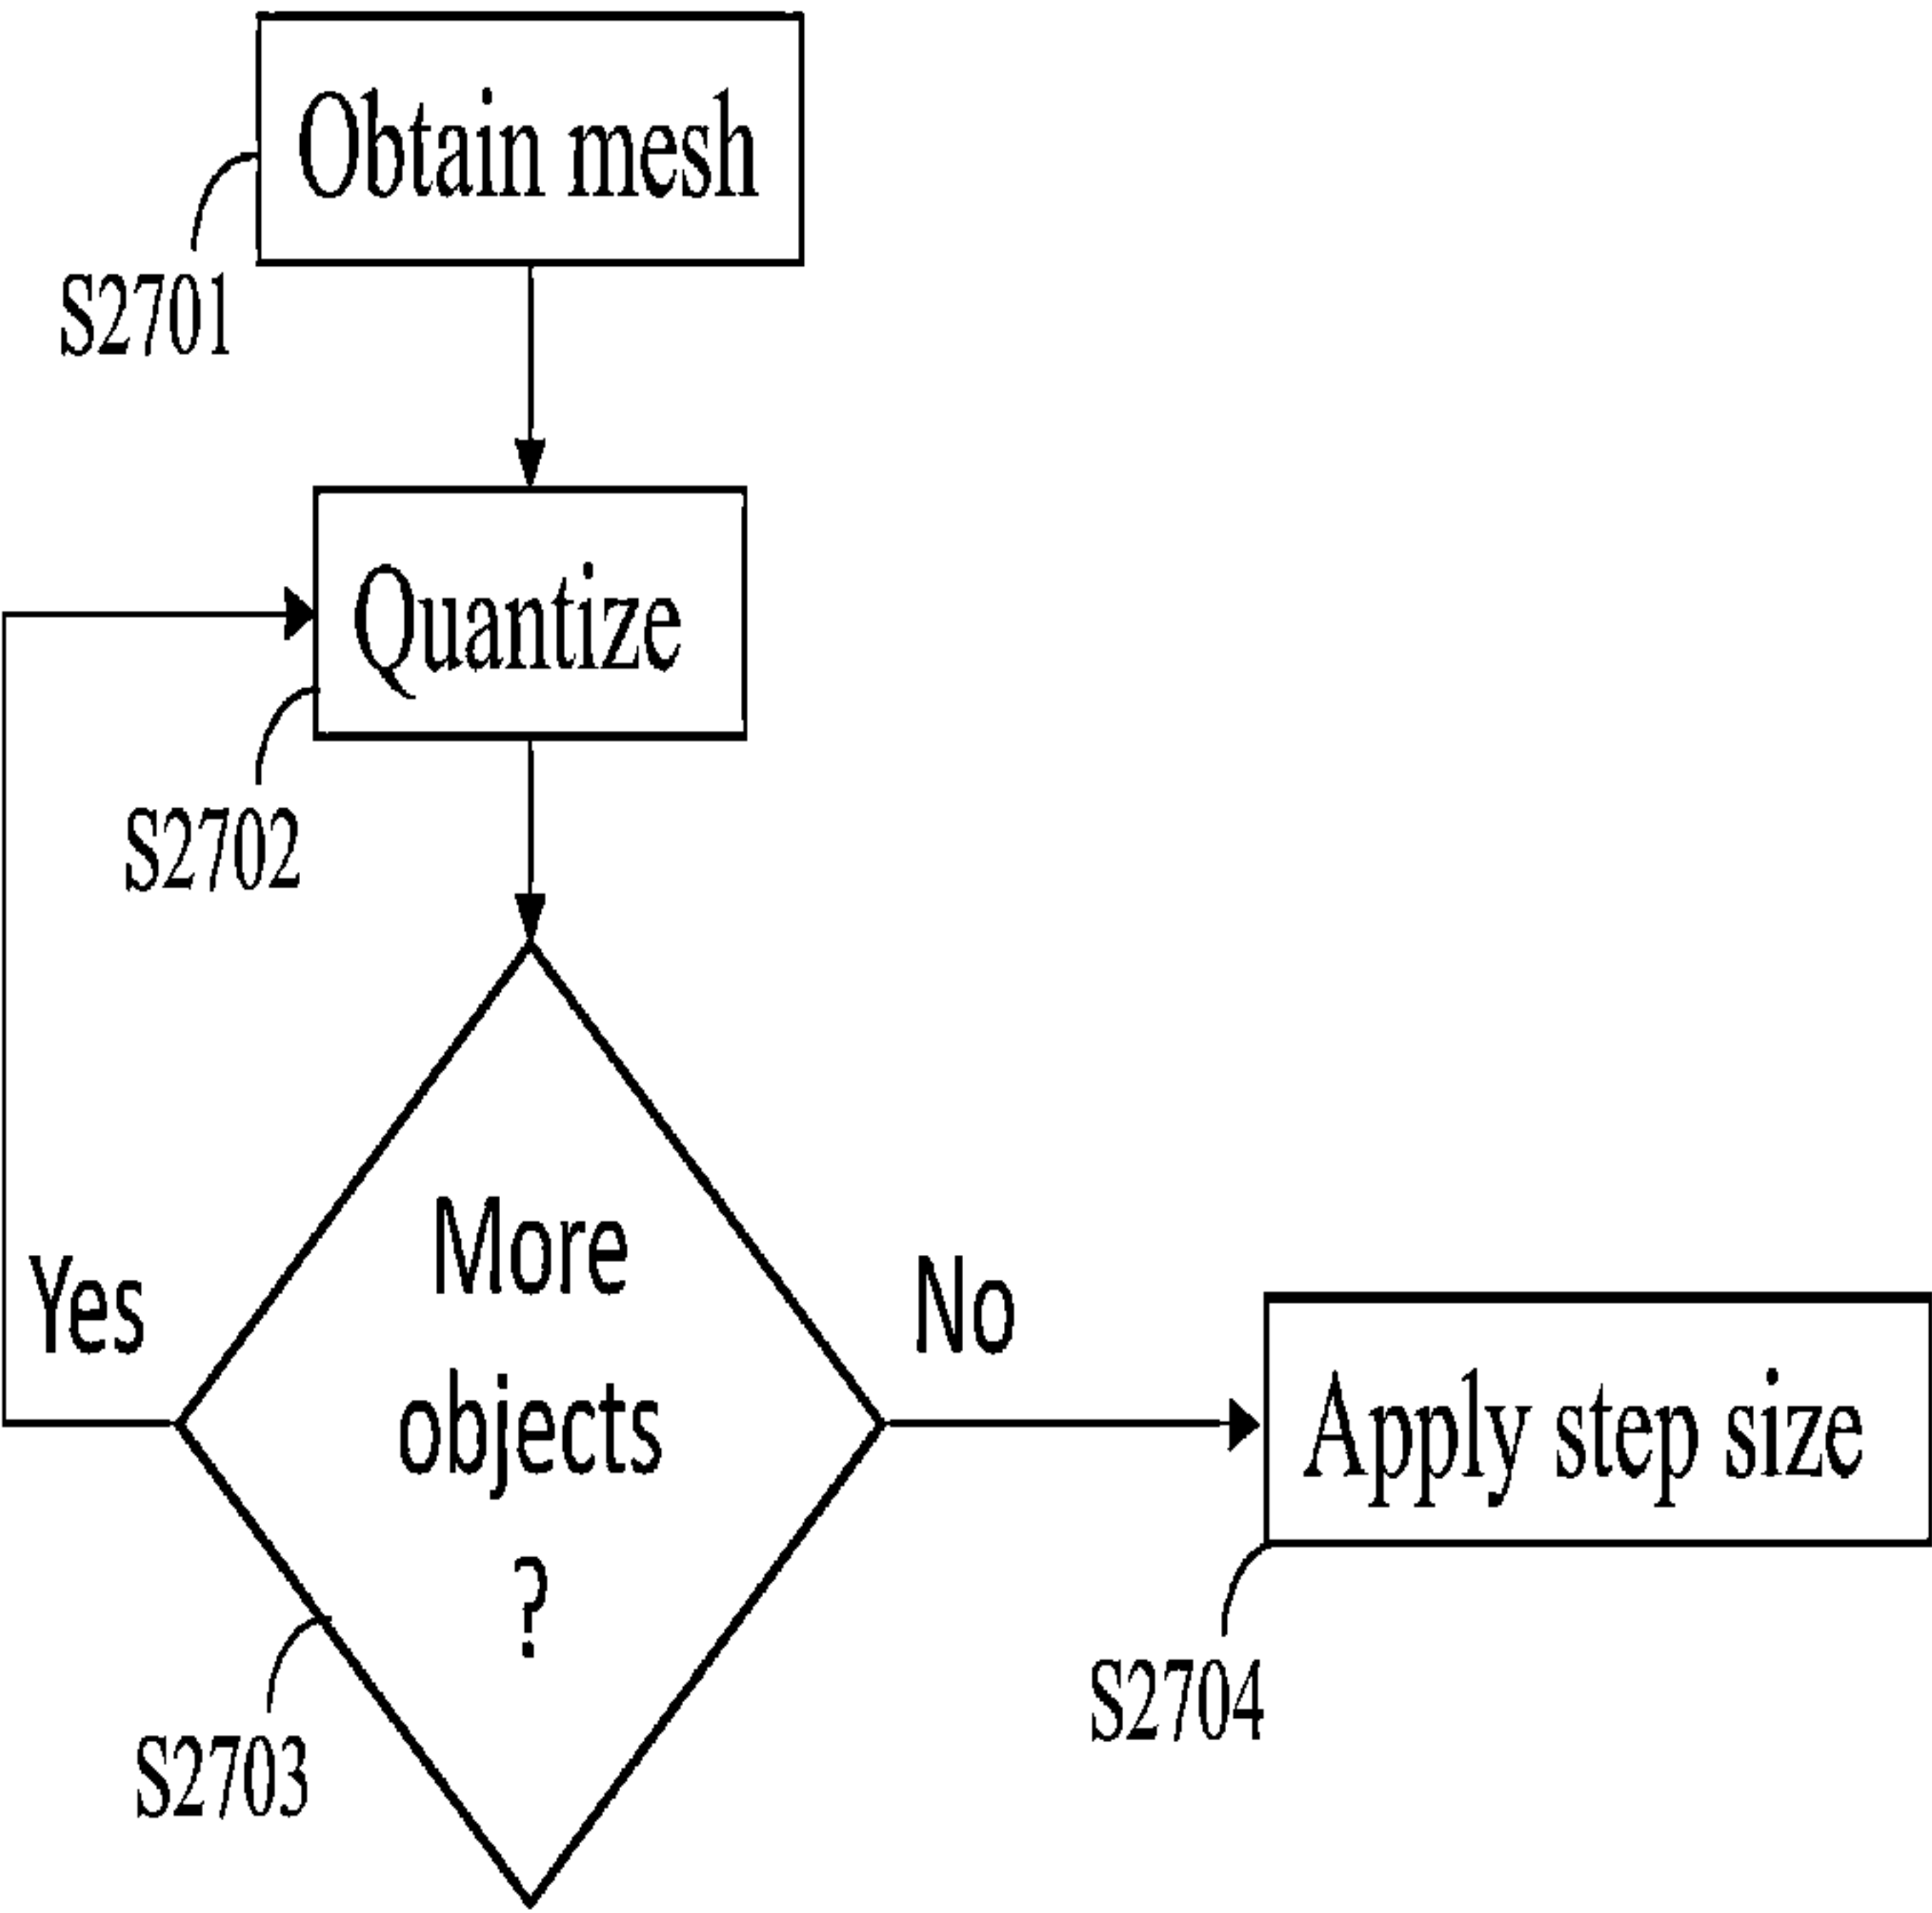 Obtain mesh
S2701
Quantize
S2702
More
objects
?
Yes
No
Apply step size
S2703
S2704